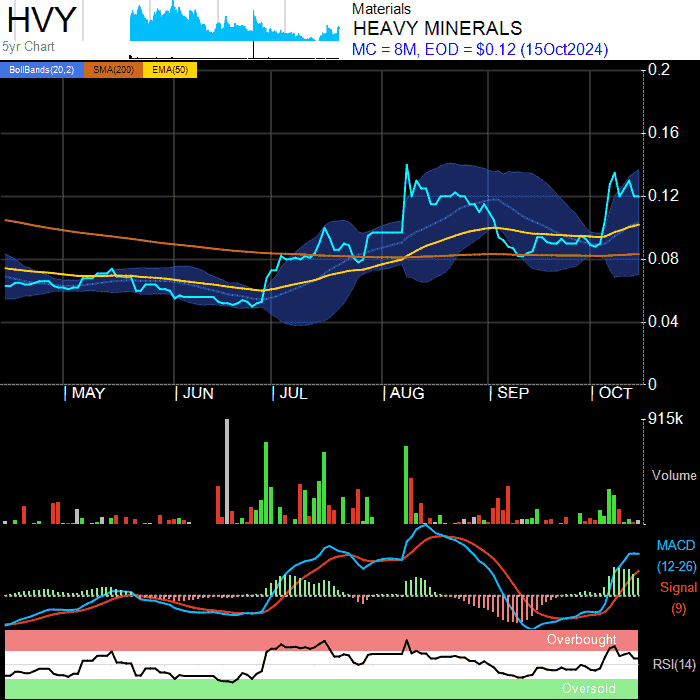 HVY
5yr Chart
Materials
HEAVY MINERALS
MC = 8M, EOD = $0.12 (15Oct2024)
BollBands(20,2) SMA(200) EMA(50)
0.2
0.16
0.12
0.08
0.04
0
MAY JUN JUL AUG SEP OCT
915k
Volume
MACD
(12-26)
Signal
(9)
Overbought
RSI(14)
Oversold